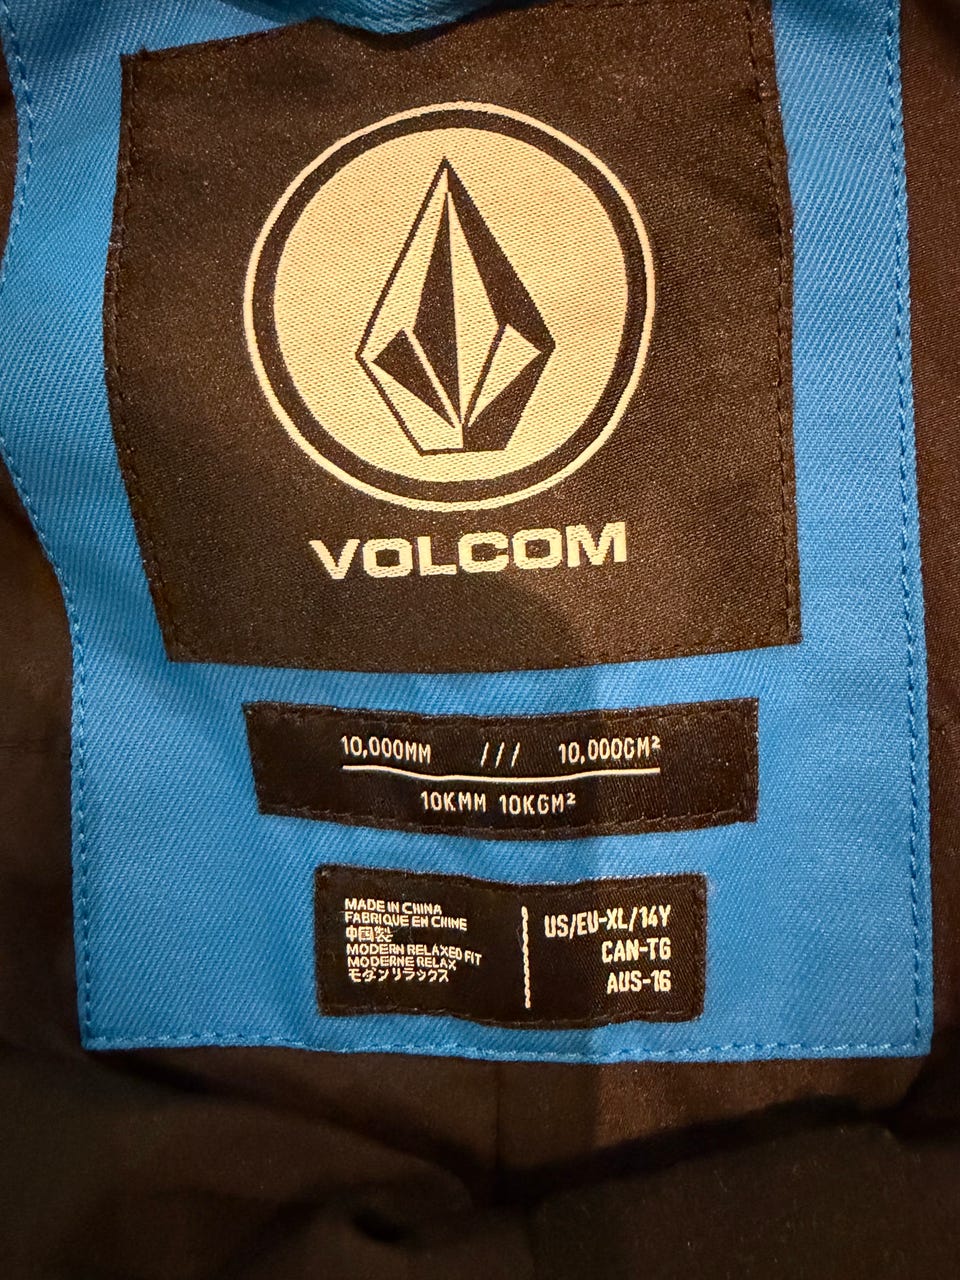 VOLCOM
10,000MM /// 10,000GM²
10KMM 10KGM²
MADE IN CHINA
FABRIQUE EN CHINE
中国製
MODERN RELAXED FIT
MODERNE RELAX
モダンリラックス
US/EU-XL/14Y
CAN-TG
AUS-16